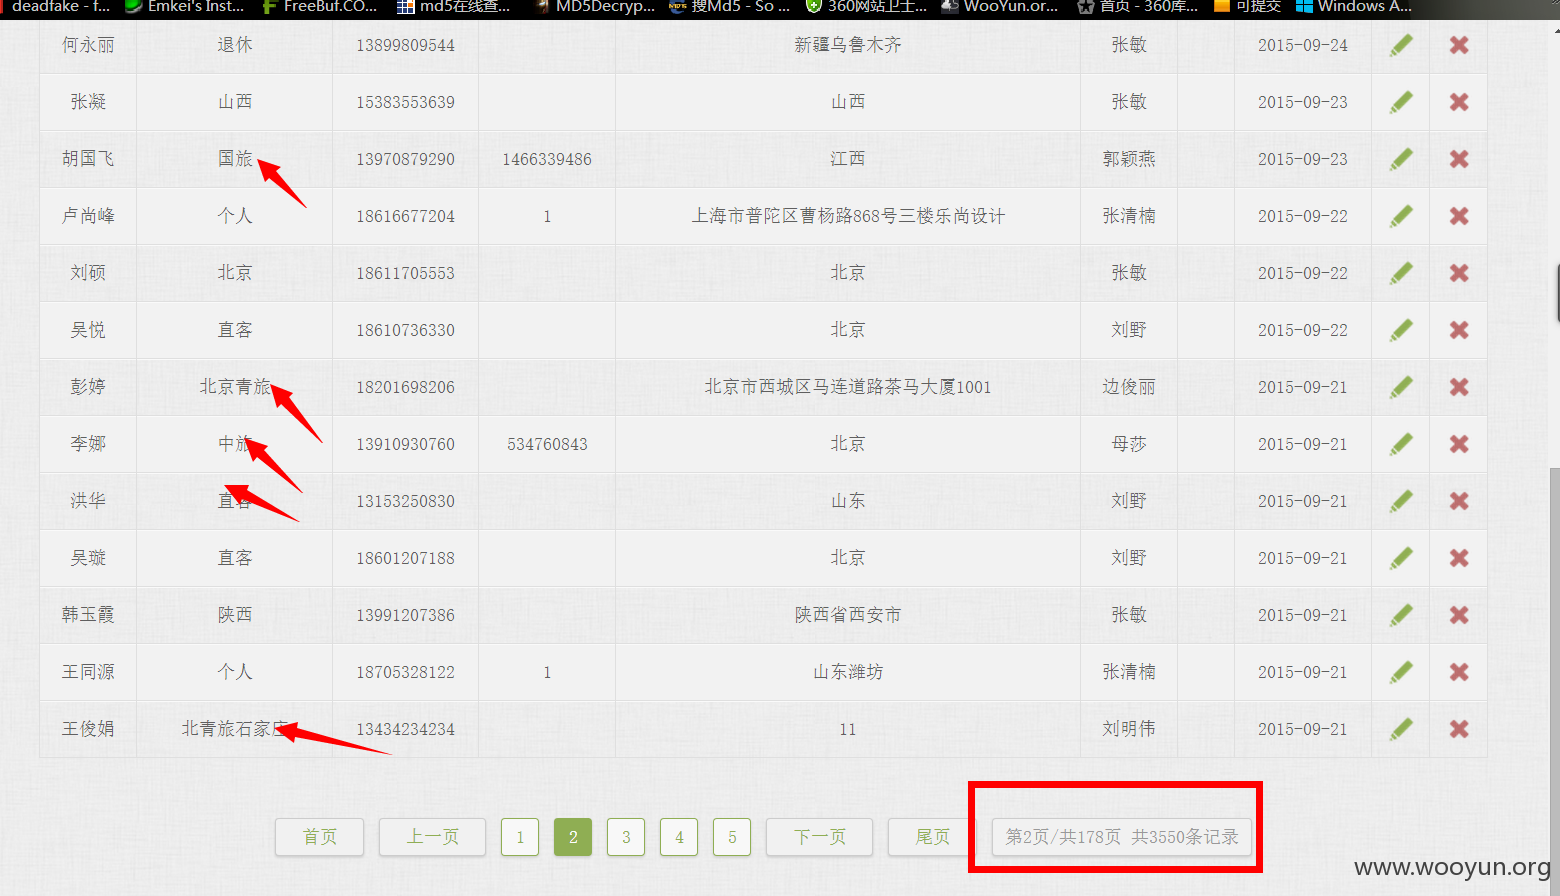 deadfake - f... Emkei's Inst... FreeBuf.CO... md5在线查... MD5Decryp... 搜Md5 - So ... 360网站卫士... WooYun.or... 首页 - 360库... 可提交 Windows A...
何永丽 退休 13899809544 新疆乌鲁木齐 张敏 2015-09-24
张凝 山西 15383553639 山西 张敏 2015-09-23
胡国飞 国旅 13970879290 1466339486 江西 郭颖燕 2015-09-23
卢尚峰 个人 18616677204 1 上海市普陀区曹杨路868号三楼乐尚设计 张清楠 2015-09-22
刘硕 北京 18611705553 北京 张敏 2015-09-22
吴悦 直客 18610736330 北京 刘野 2015-09-22
彭婷 北京青旅 18201698206 北京市西城区马连道路茶马大厦1001 边俊丽 2015-09-21
李娜 中旅 13910930760 534760843 北京 母莎 2015-09-21
洪华 直客 13153250830 山东 刘野 2015-09-21
吴璇 直客 18601207188 北京 刘野 2015-09-21
韩玉霞 陕西 13991207386 陕西省西安市 张敏 2015-09-21
王同源 个人 18705328122 1 山东潍坊 张清楠 2015-09-21
王俊娟 北青旅石家庄 13434234234 11 刘明伟 2015-09-21
首页 上一页 1 2 3 4 5 下一页 尾页 第2页/共178页 共3550条记录
www.wooyun.org